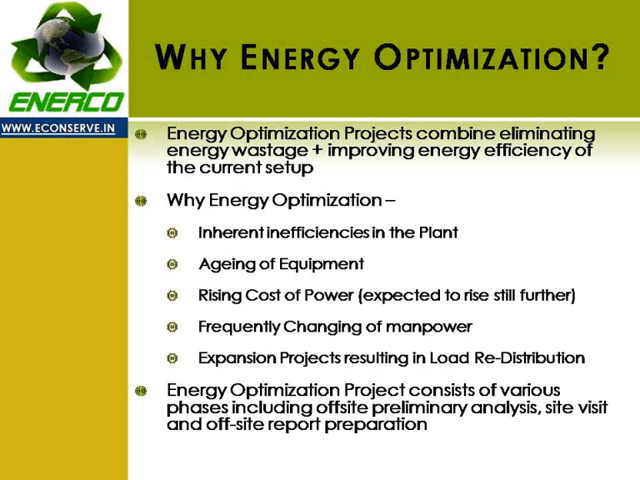 ENERCO
WWW.ECONSERVE.IN
WHY ENERGY OPTIMIZATION?
Energy Optimization Projects combine eliminating
energy wastage + improving energy efficiency of
the current setup
Why Energy Optimization –
Inherent inefficiencies in the Plant
Ageing of Equipment
Rising Cost of Power (expected to rise still further)
Frequently Changing of manpower
Expansion Projects resulting in Load Re-Distribution
Energy Optimization Project consists of various
phases including offsite preliminary analysis, site visit
and off-site report preparation